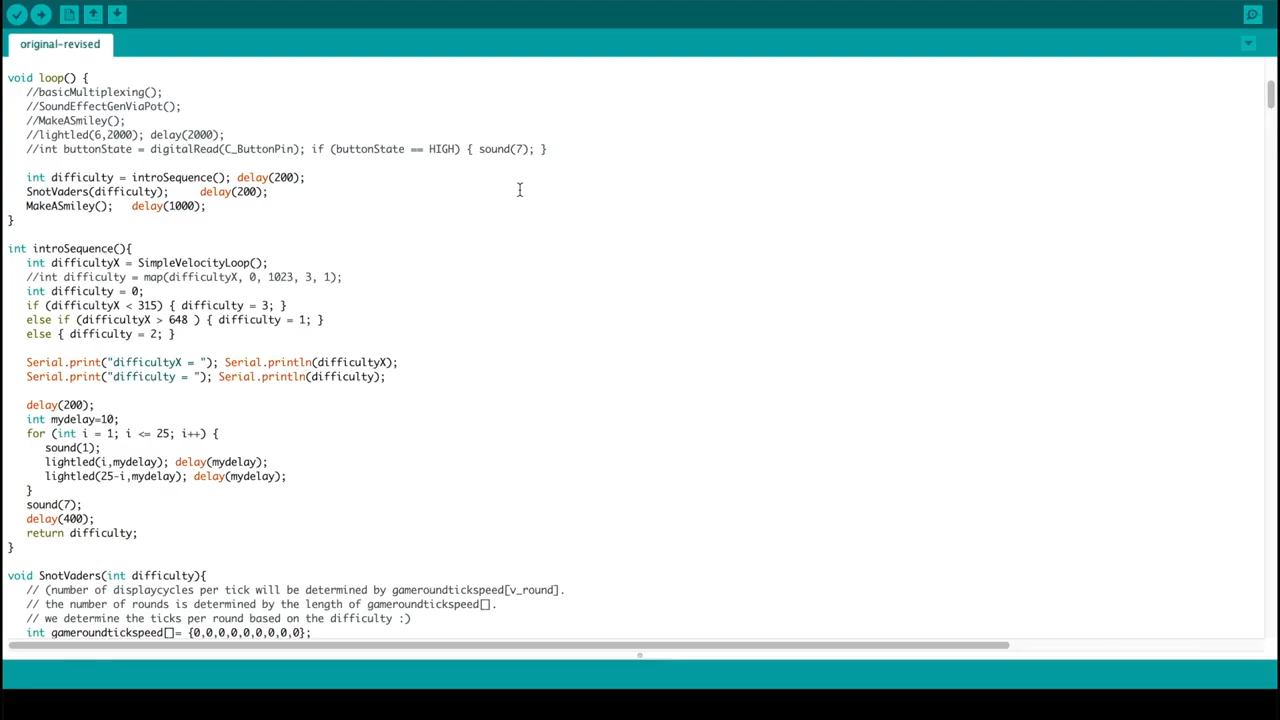 original-revised
void loop() {
//basicMultiplexing();
//SoundEffectGenViaPot();
//MakeASmiley();
//lightled(6,2000); delay(2000);
//int buttonState = digitalRead(C_ButtonPin); if (buttonState == HIGH) { sound(7); }
int difficulty = introSequence(); delay(200);
SnotVaders(difficulty); delay(200);
MakeASmiley(); delay(1000);
}
int introSequence(){
int difficultyX = SimpleVelocityLoop();
//int difficulty = map(difficultyX, 0, 1023, 3, 1);
int difficulty = 0;
if (difficultyX < 315) { difficulty = 3; }
else if (difficultyX > 648 ) { difficulty = 1; }
else { difficulty = 2; }
Serial.print("difficultyX = "); Serial.println(difficultyX);
Serial.print("difficulty = "); Serial.println(difficulty);
delay(200);
int mydelay=10;
for (int i = 1; i <= 25; i++) {
sound(1);
lightled(i,mydelay); delay(mydelay);
lightled(25-i,mydelay); delay(mydelay);
}
sound(7);
delay(400);
return difficulty;
}
void SnotVaders(int difficulty){
// (number of displaycycles per tick will be determined by gameroundtickspeed[v_round].
// the number of rounds is determined by the length of gameroundtickspeed[].
// we determine the ticks per round based on the difficulty :)
int gameroundtickspeed[]= {0,0,0,0,0,0,0,0,0};